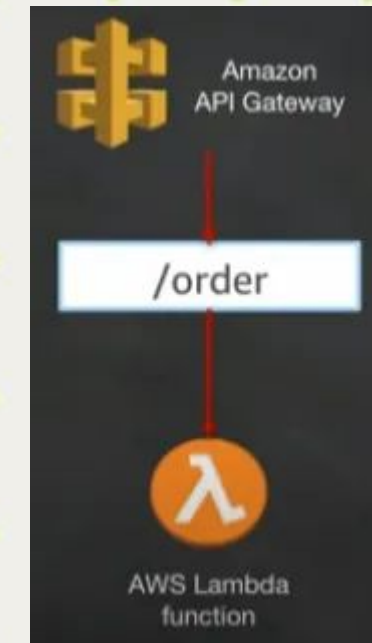 Amazon
API Gateway
/order
λ
AWS Lambda
function